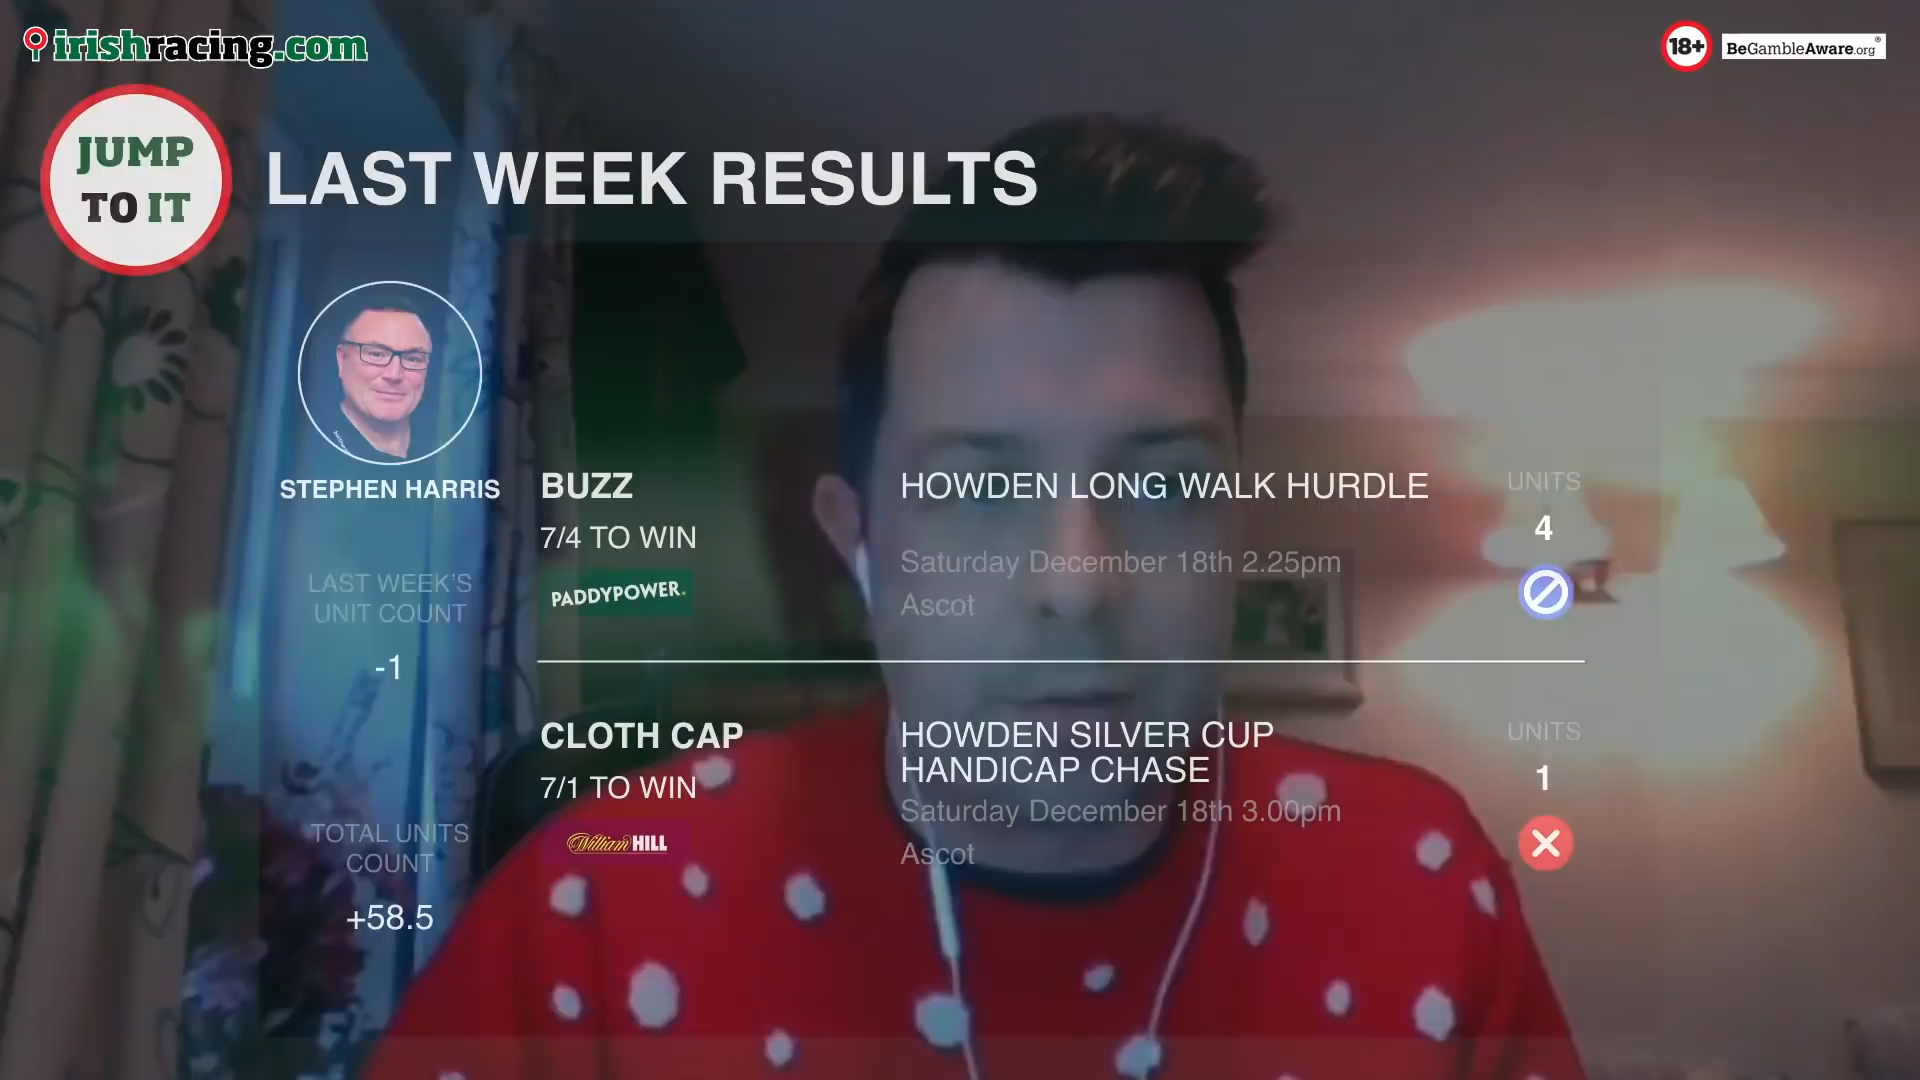 irishracing.com
18+ BeGambleAware.org®
JUMP
TO IT
LAST WEEK RESULTS
STEPHEN HARRIS
LAST WEEK'S
UNIT COUNT
-1
TOTAL UNITS
COUNT
+58.5
BUZZ
7/4 TO WIN
PADDYPOWER.
HOWDEN LONG WALK HURDLE
Saturday December 18th 2.25pm
Ascot
UNITS
4
CLOTH CAP
7/1 TO WIN
William HILL
HOWDEN SILVER CUP
HANDICAP CHASE
Saturday December 18th 3.00pm
Ascot
UNITS
1